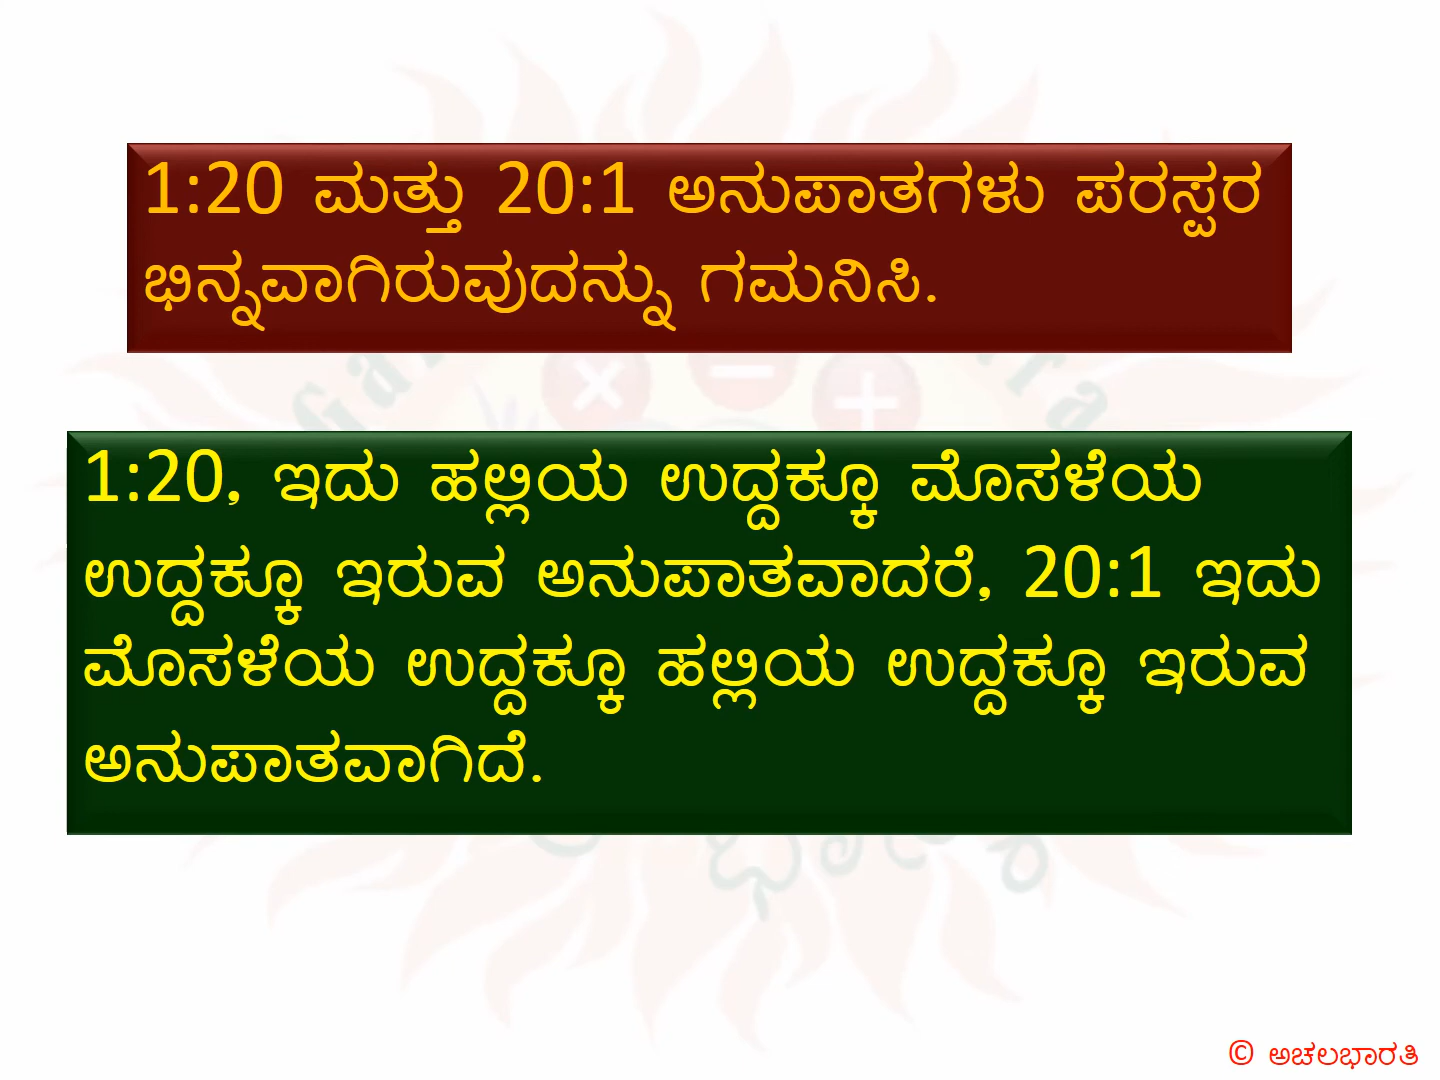 1:20 ಮತ್ತು 20:1 ಅನುಪಾತಗಳು ಪರಸ್ಪರ
ಭಿನ್ನವಾಗಿರುವುದನ್ನು ಗಮನಿಸಿ.
1:20, ಇದು ಹಲ್ಲಿಯ ಉದ್ದಕ್ಕೂ ಮೊಸಳೆಯ
ಉದ್ದಕ್ಕೂ ಇರುವ ಅನುಪಾತವಾದರೆ, 20:1 ಇದು
ಮೊಸಳೆಯ ಉದ್ದಕ್ಕೂ ಹಲ್ಲಿಯ ಉದ್ದಕ್ಕೂ ಇರುವ
ಅನುಪಾತವಾಗಿದೆ.
© ಅಚಲಭಾರತಿ